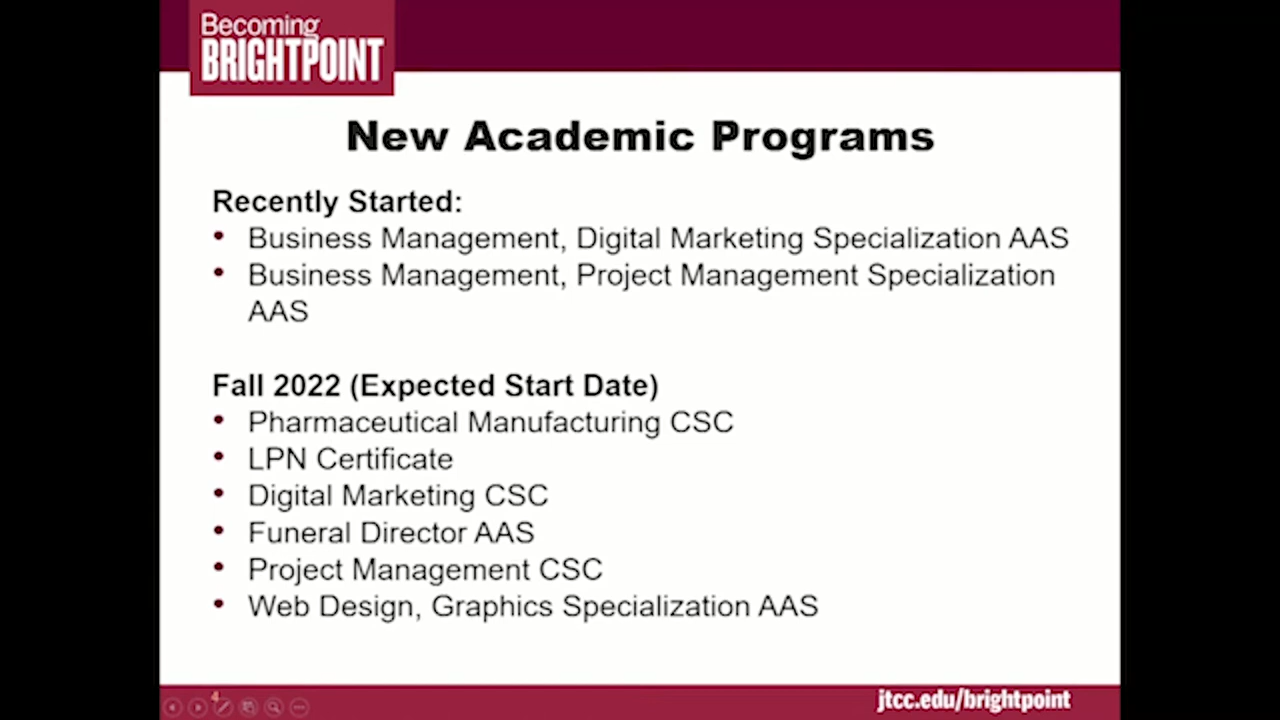 Becoming
BRIGHTPOINT
New Academic Programs
Recently Started:
• Business Management, Digital Marketing Specialization AAS
• Business Management, Project Management Specialization
AAS
Fall 2022 (Expected Start Date)
• Pharmaceutical Manufacturing CSC
• LPN Certificate
• Digital Marketing CSC
• Funeral Director AAS
• Project Management CSC
• Web Design, Graphics Specialization AAS
4
jtcc.edu/brightpoint